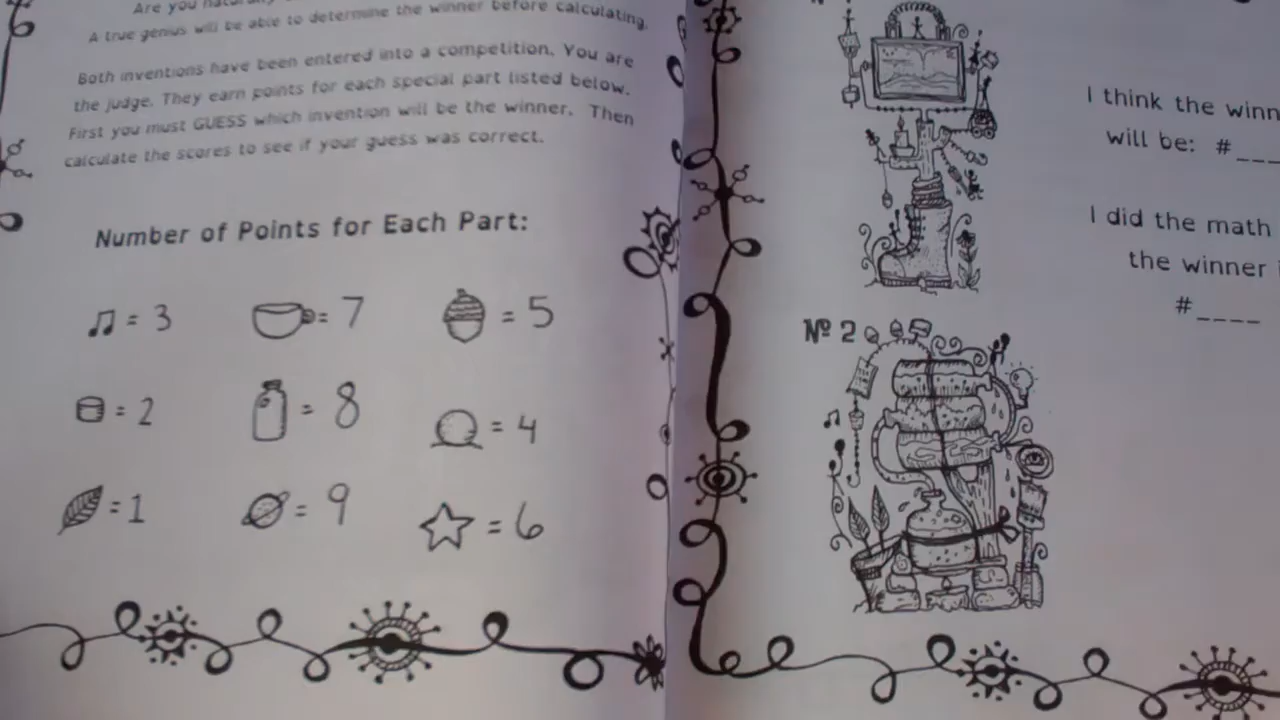 Are you
A true genius will be able to determine the winner before calculating.
Both inventions have been entered into a competition. You are
the judge. They earn points for each special part listed below.
First you must GUESS which invention will be the winner. Then
calculate the scores to see if your guess was correct.
Number of Points for Each Part:
= 3
= 7
= 5
= 2
= 8
= 4
= 1
= 9
= 6
Nº 2
I think the winn
will be: #____
I did the math
the winner
#____